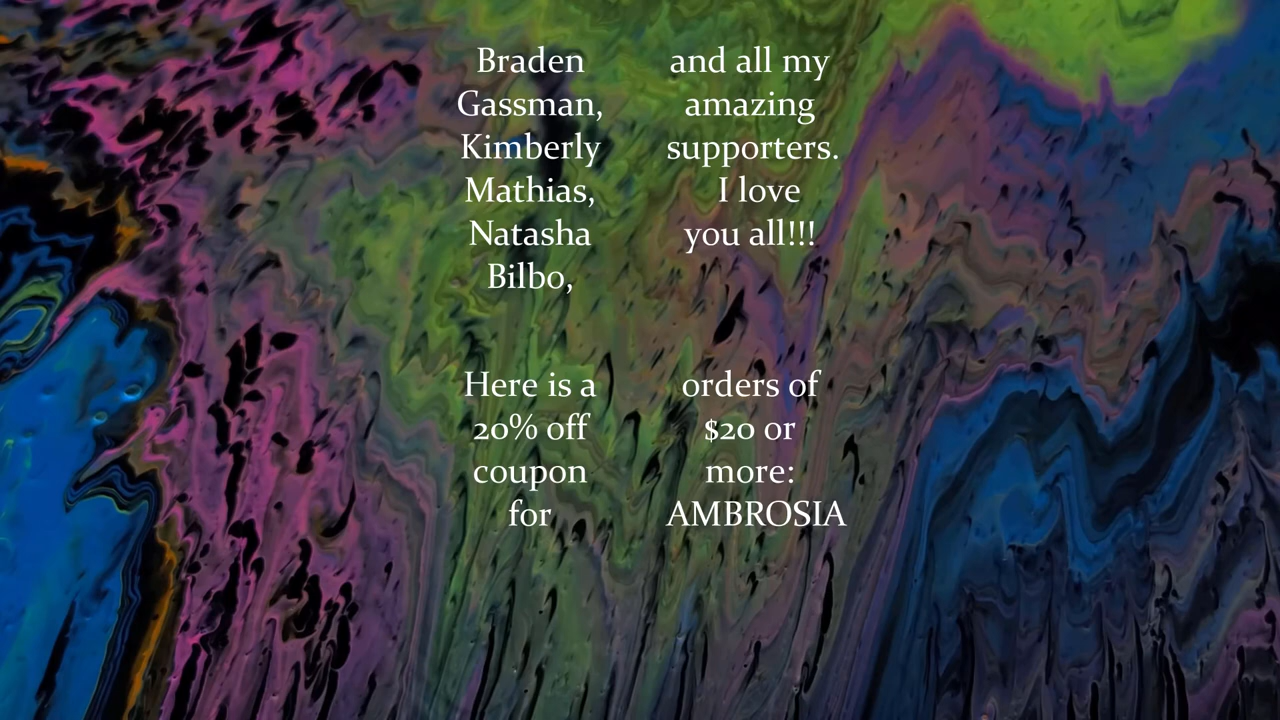 Braden
Gassman,
Kimberly
Mathias,
Natasha
Bilbo,
and all my
amazing
supporters.
I love
you all!!!
Here is a
20% off
coupon
for
orders of
$20 or
more:
AMBROSIA